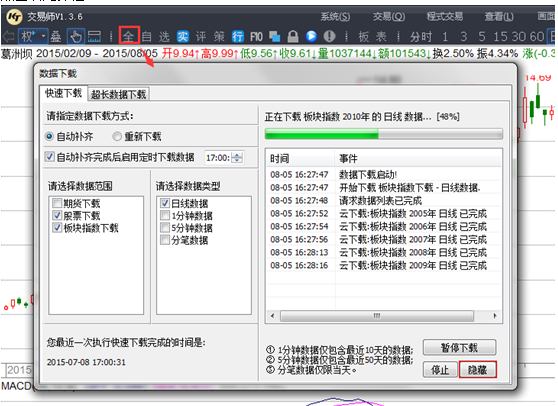 交易师V1.3.6 系统(S) 交易(Q) 程式交易 查看(L) 画面
权 叠 全 自 选 实 评 策 行 F10 板 表 分时 1 3 5 15 30 60
葛洲坝 2015/02/09 - 2015/08/05 开9.94↑高9.99↑低9.56↑收9.61↓量1037144↓额101543↓换2.50% 振4.34% 涨(-0.3
14.69
数据下载
快速下载 超长数据下载
请指定数据下载方式:
自动补齐 重新下载
自动补齐完成后启用定时下载数据 17:00:
请选择数据范围
期货下载
股票下载
板块指数下载
请选择数据类型
日线数据
1分钟数据
5分钟数据
分笔数据
您最近一次执行快速下载完成的时间是:
2015-07-08 17:00:31
正在下载 板块指数 2010年 的 日线 数据... [48%]
时间 事件
08-05 16:27:47 数据下载启动!
08-05 16:27:47 开始下载 板块指数下载 - 日线数据.
08-05 16:27:48 请求数据列表已完成
08-05 16:27:52 云下载:板块指数 2005年 日线 已完成
08-05 16:27:54 云下载:板块指数 2006年 日线 已完成
08-05 16:27:56 云下载:板块指数 2007年 日线 已完成
08-05 16:28:13 云下载:板块指数 2008年 日线 已完成
08-05 16:28:16 云下载:板块指数 2009年 日线 已完成
① 1分钟数据仅包含最近10天的数据;
② 5分钟数据仅包含最近50天的数据;
③ 分笔数据仅限当天。
暂停下载
停止 隐藏
2015
MACD